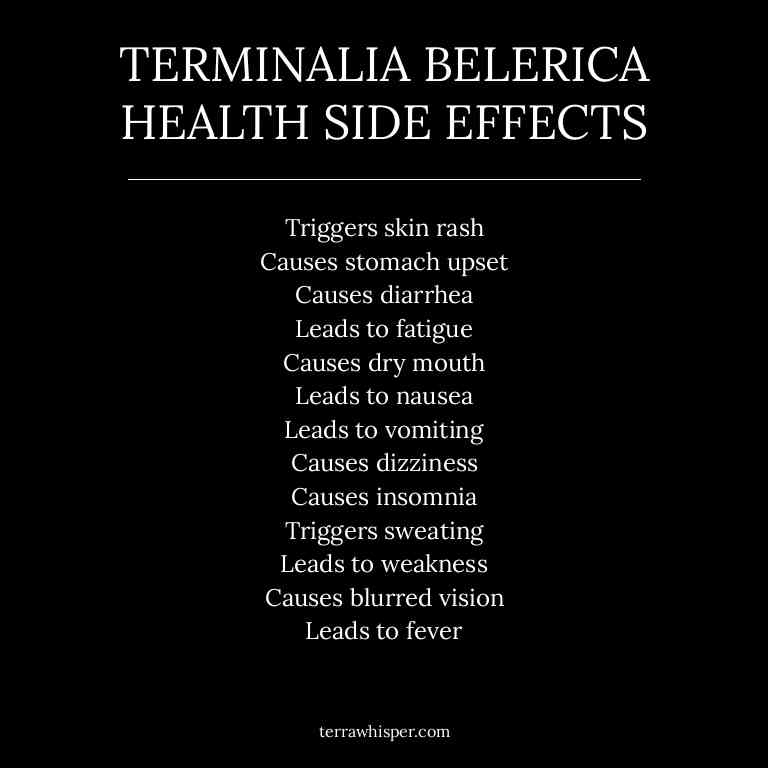 TERMINALIA BELERICA
HEALTH SIDE EFFECTS
Triggers skin rash
Causes stomach upset
Causes diarrhea
Leads to fatigue
Causes dry mouth
Leads to nausea
Leads to vomiting
Causes dizziness
Causes insomnia
Triggers sweating
Leads to weakness
Causes blurred vision
Leads to fever
terrawhisper.com